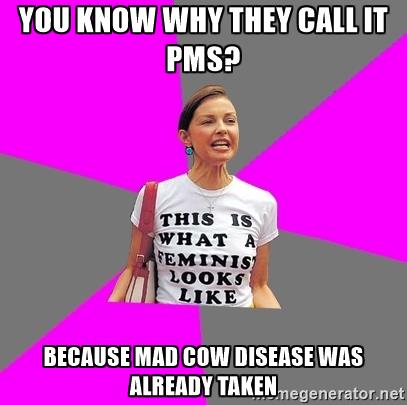 YOU KNOW WHY THEY CALL IT
PMS?
THIS IS
WHAT A
FEMINIST
LOOKS
LIKE
BECAUSE MAD COW DISEASE WAS
ALREADY TAKEN
memegenerator.net